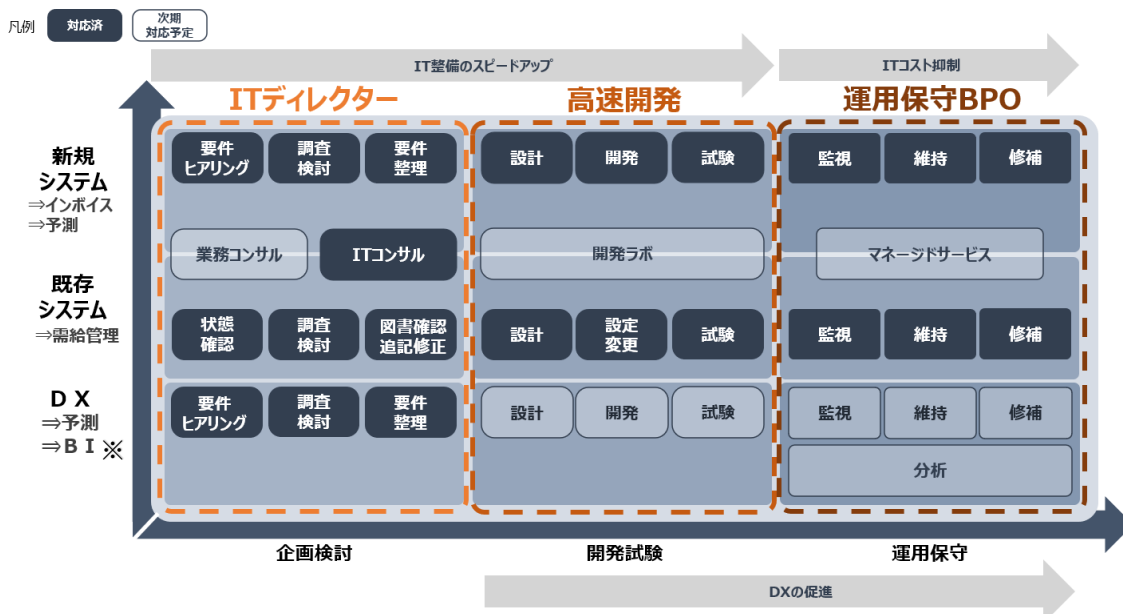 凡例
対応済
次期
対応予定
IT整備のスピードアップ
ITコスト抑制
ITディレクター
高速開発
運用保守BPO
新規
システム
⇒インボイス
⇒予測
要件
ヒアリング
調査
検討
要件
整理
設計
開発
試験
監視
維持
修補
業務コンサル
ITコンサル
開発ラボ
マネージドサービス
既存
システム
⇒需給管理
状態
確認
調査
検討
図書確認
追記修正
設計
設定
変更
試験
監視
維持
修補
ＤＸ
⇒予測
⇒ＢＩ※
要件
ヒアリング
調査
検討
要件
整理
設計
開発
試験
監視
維持
修補
分析
企画検討
開発試験
運用保守
DXの促進